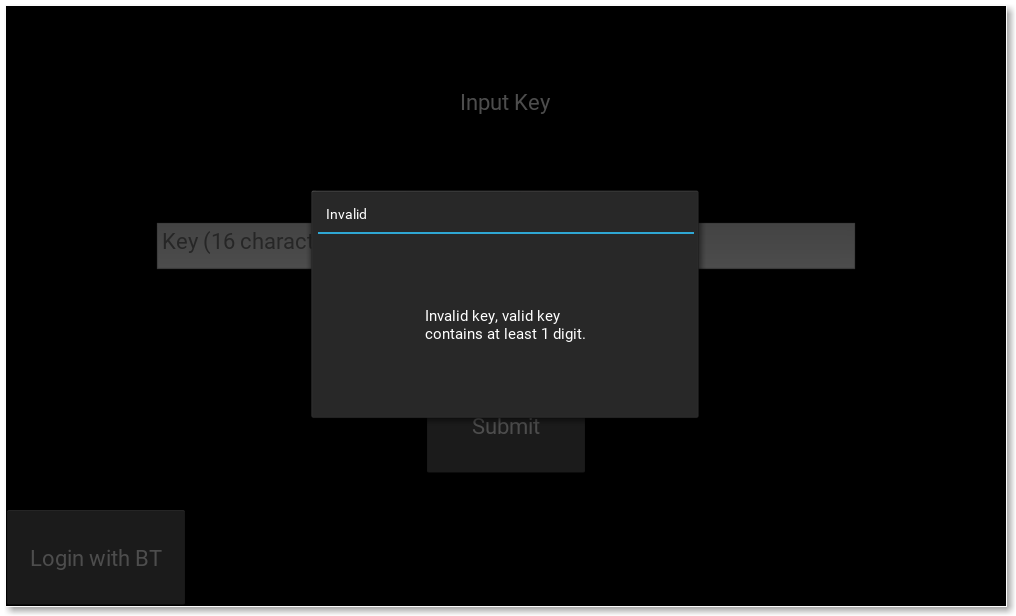 Input Key
Invalid
Key (16 charact
Invalid key, valid key
contains at least 1 digit.
Submit
Login with BT